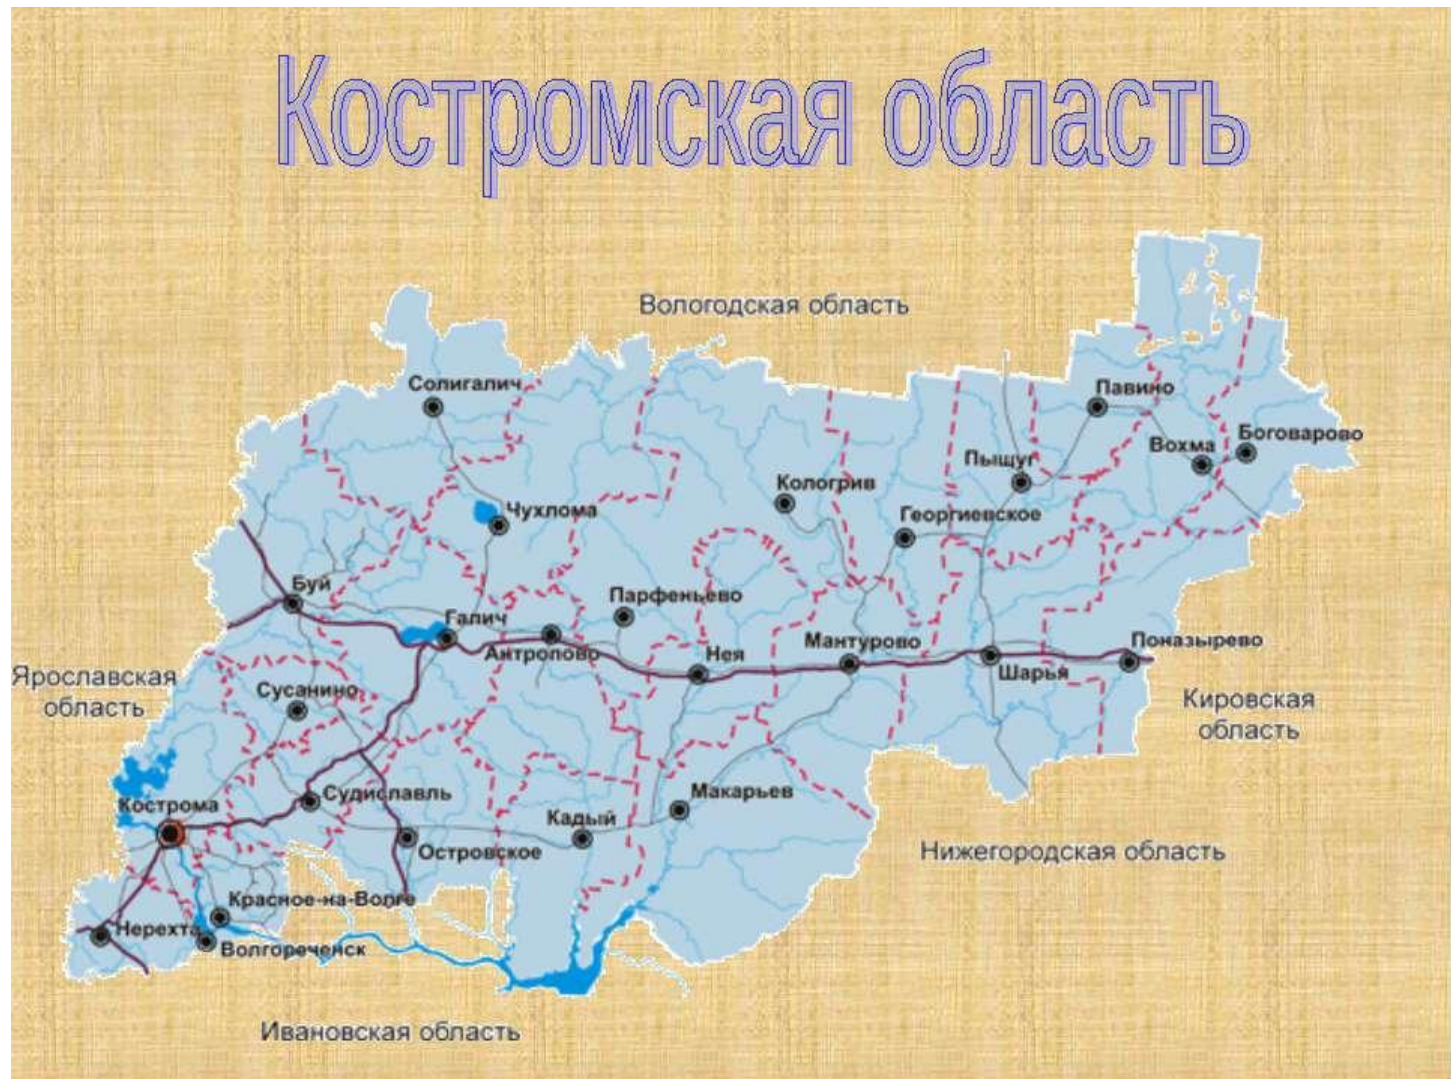 Костромская область
Вологодская область
Солигалич
Павино
Боговарово
Вохма
Пыщуг
Кологрив
Чухлома
Георгиевское
Буй
Парфеньево
Галич
Антропово
Нея
Мантурово
Поназырево
Шарья
Ярославская
область
Сусанино
Кировская
область
Судиславль
Макарьев
Кострома
Кадый
Островское
Нижегородская область
Красное-на-Волге
Нерехта
Волгореченск
Ивановская область